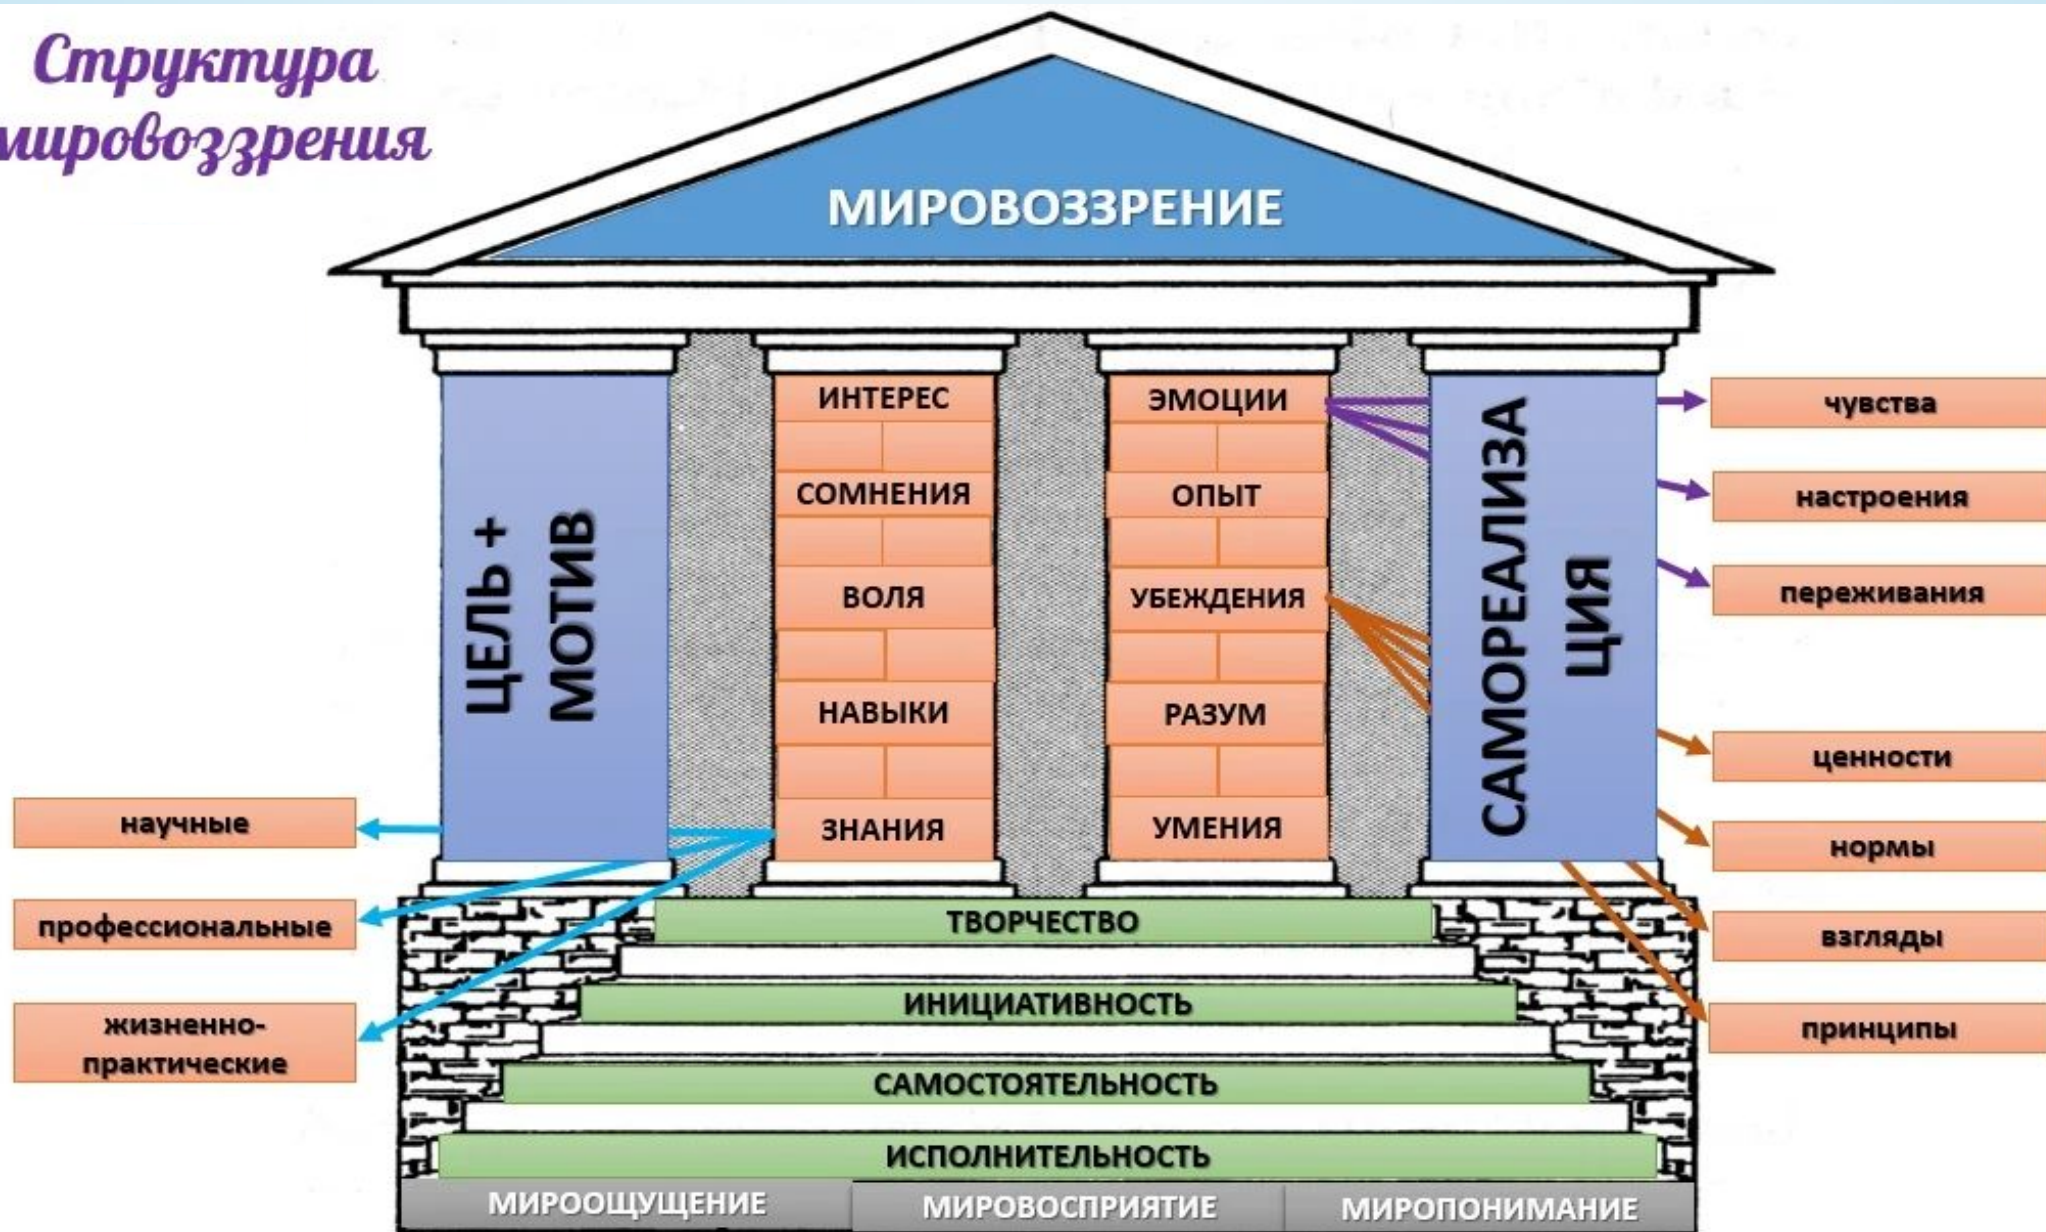 Структура
мировоззрения
МИРОВОЗЗРЕНИЕ
ЦЕЛЬ +
МОТИВ
ИНТЕРЕС
СОМНЕНИЯ
ВОЛЯ
НАВЫКИ
ЗНАНИЯ
ЭМОЦИИ
ОПЫТ
УБЕЖДЕНИЯ
РАЗУМ
УМЕНИЯ
САМОРЕАЛИЗА
ЦИЯ
чувства
настроения
переживания
ценности
нормы
взгляды
принципы
научные
профессиональные
жизненно-
практические
ТВОРЧЕСТВО
ИНИЦИАТИВНОСТЬ
САМОСТОЯТЕЛЬНОСТЬ
ИСПОЛНИТЕЛЬНОСТЬ
МИРООЩУЩЕНИЕ
МИРОВОСПРИЯТИЕ
МИРОПОНИМАНИЕ